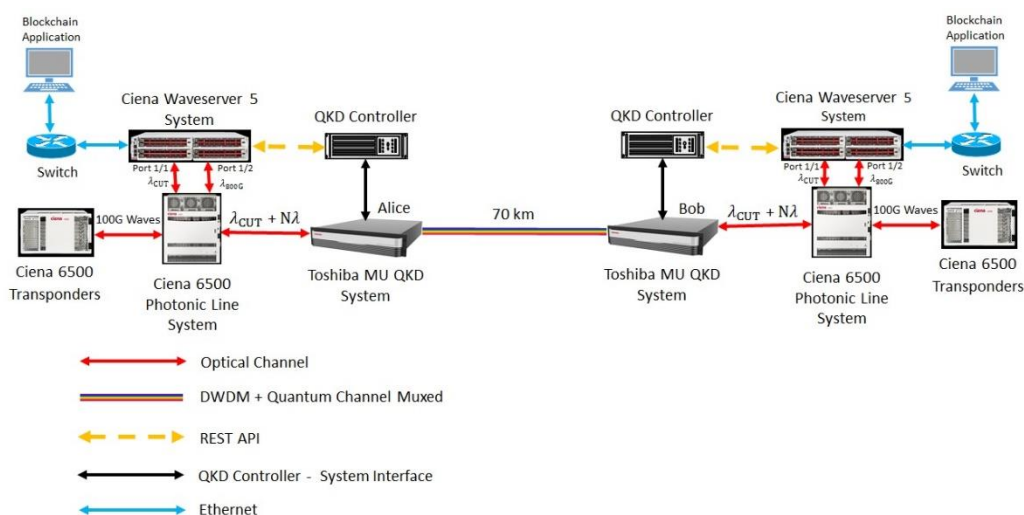 Blockchain
Application
Ciena Waveserver 5
System
QKD Controller
Switch
Port 1/1
λCUT
Port 1/2
λ800G
100G Waves
Ciena 6500
Transponders
Ciena 6500
Photonic Line
System
λCUT + Nλ
Alice
Toshiba MU QKD
System
70 km
Blockchain
Application
Ciena Waveserver 5
System
QKD Controller
Switch
Port 1/1
λCUT
Port 1/2
λ800G
Bob
λCUT + Nλ
100G Waves
Toshiba MU QKD
System
Ciena 6500
Photonic Line
System
Ciena 6500
Transponders
Optical Channel
DWDM + Quantum Channel Muxed
REST API
QKD Controller - System Interface
Ethernet